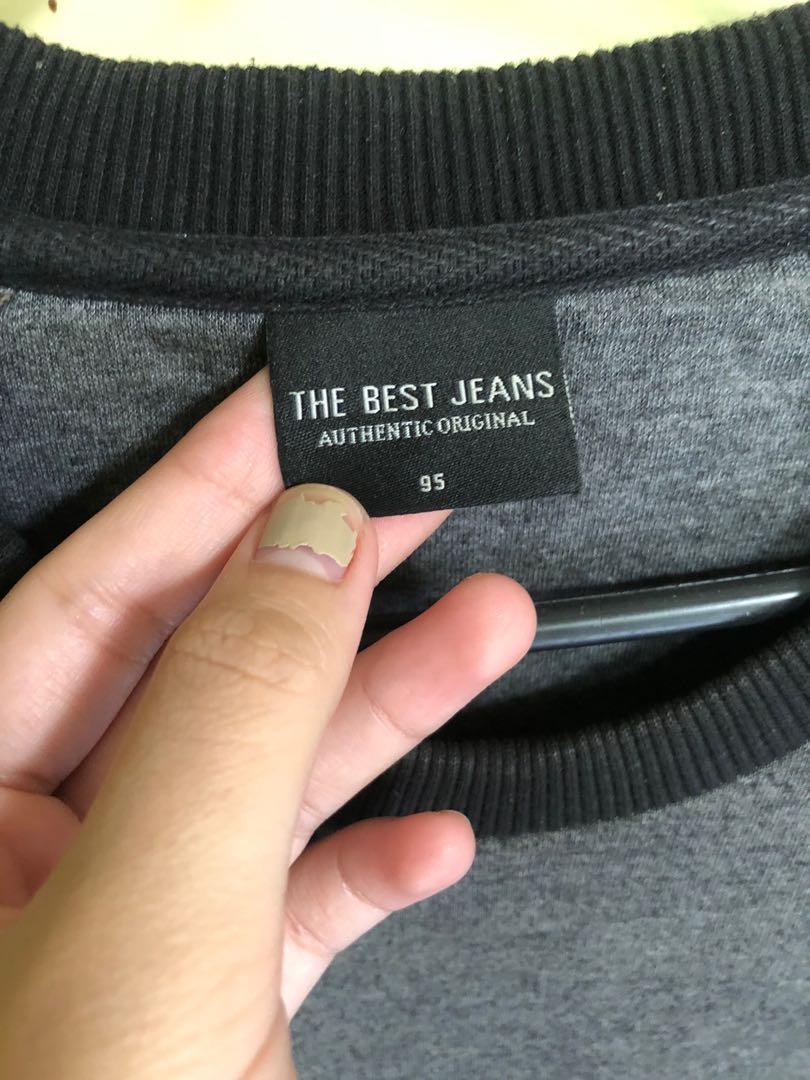 THE BEST JEANS
AUTHENTIC ORIGINAL
95